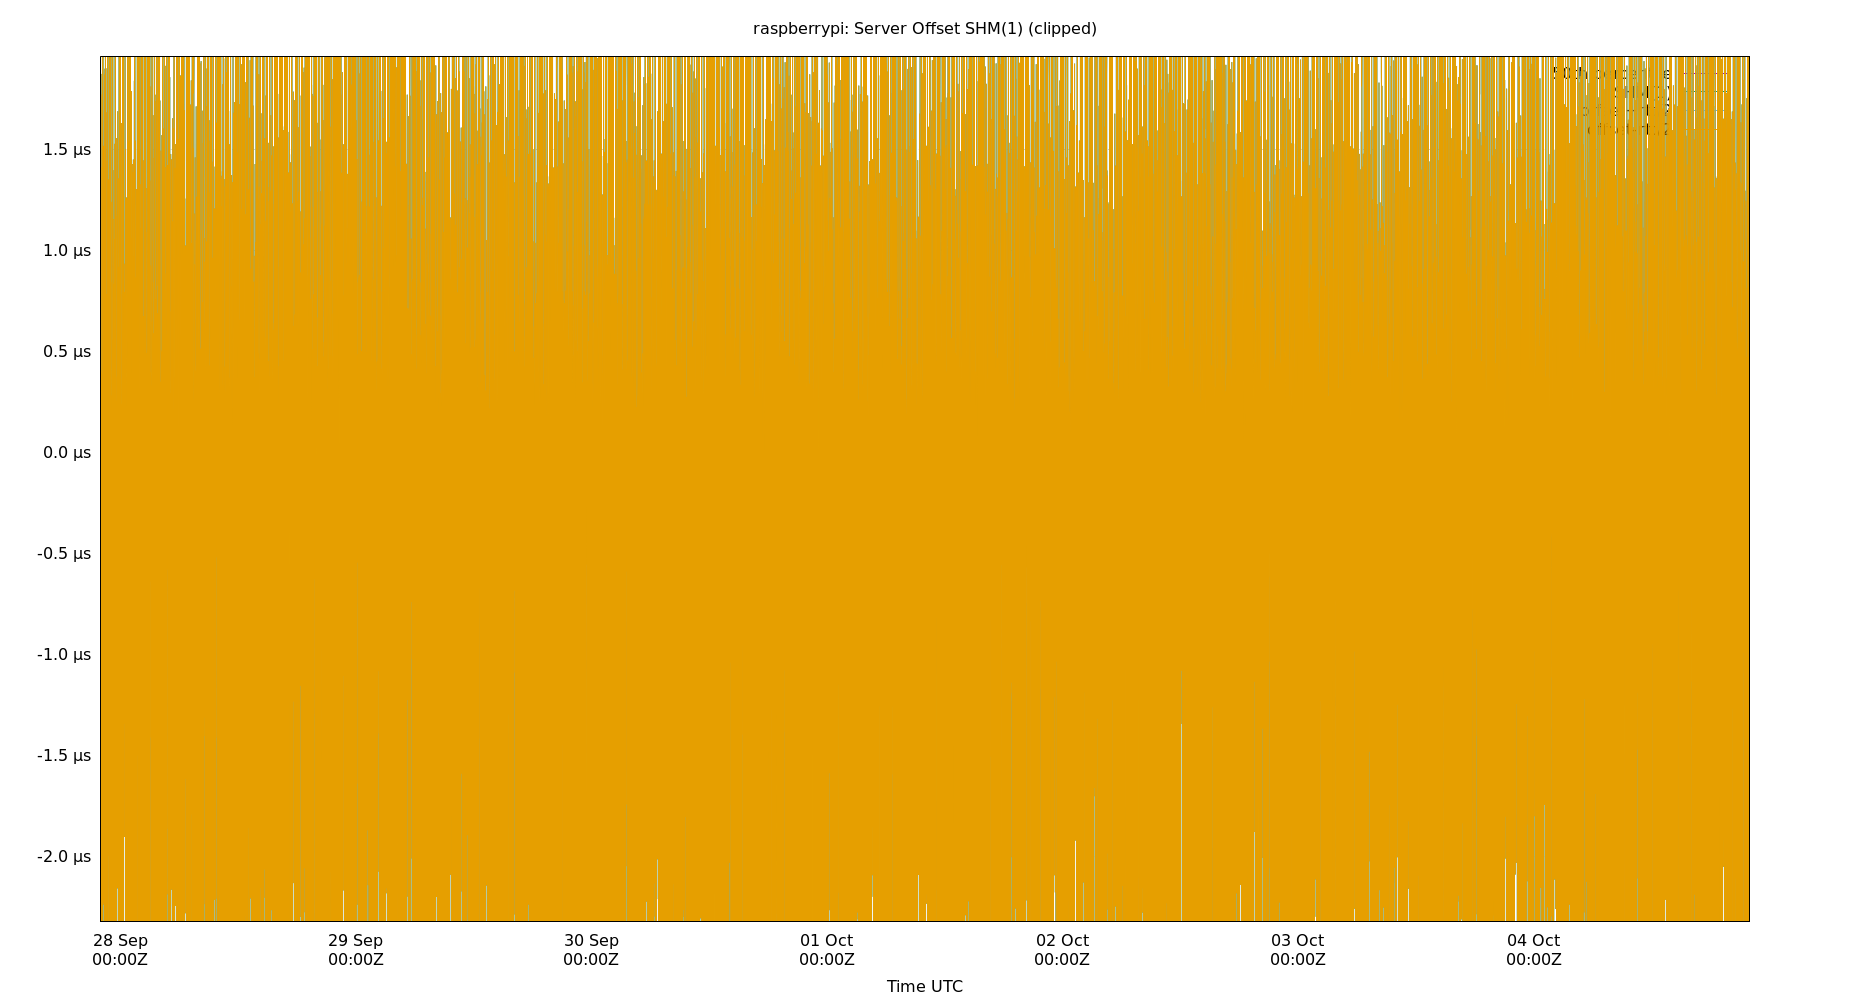 raspberrypi: Server Offset SHM(1) (clipped)
1.5 µs
1.0 µs
0.5 µs
0.0 µs
-0.5 µs
-1.0 µs
-1.5 µs
-2.0 µs
28 Sep 29 Sep 30 Sep 01 Oct 02 Oct 03 Oct 04 Oct
00:00Z 00:00Z 00:00Z 00:00Z 00:00Z 00:00Z 00:00Z
Time UTC